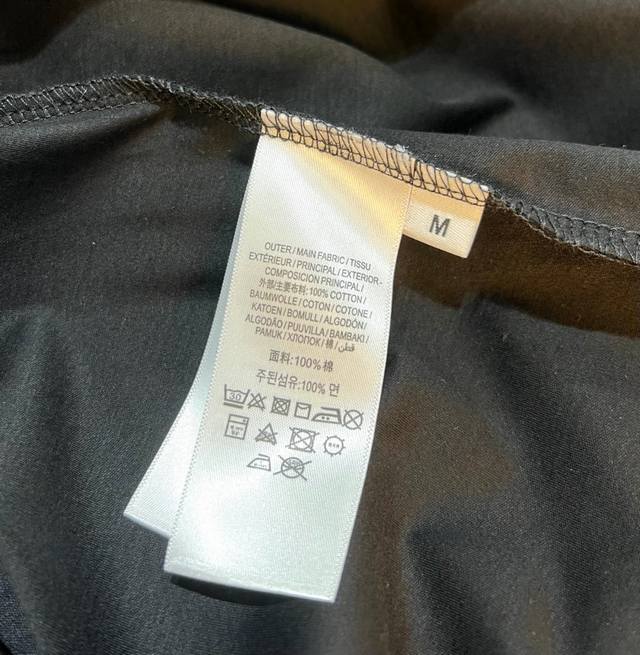 M
OUTER / MAIN FABRIC / TISSU
EXTÉRIEUR / PRINCIPAL / EXTERIOR -
COMPOSICIÓN PRINCIPAL /
外部/主要布料: 100% COTTON /
BAUMWOLLE / COTON / COTONE /
KATOEN / BOMULL / ALGODÓN /
ALGODÃO / PUUVILLA / BAMBAKI /
PAMUK / ХЛОПОК / 棉 / قطن
面料:100%棉
주된섬유:100% 면
30